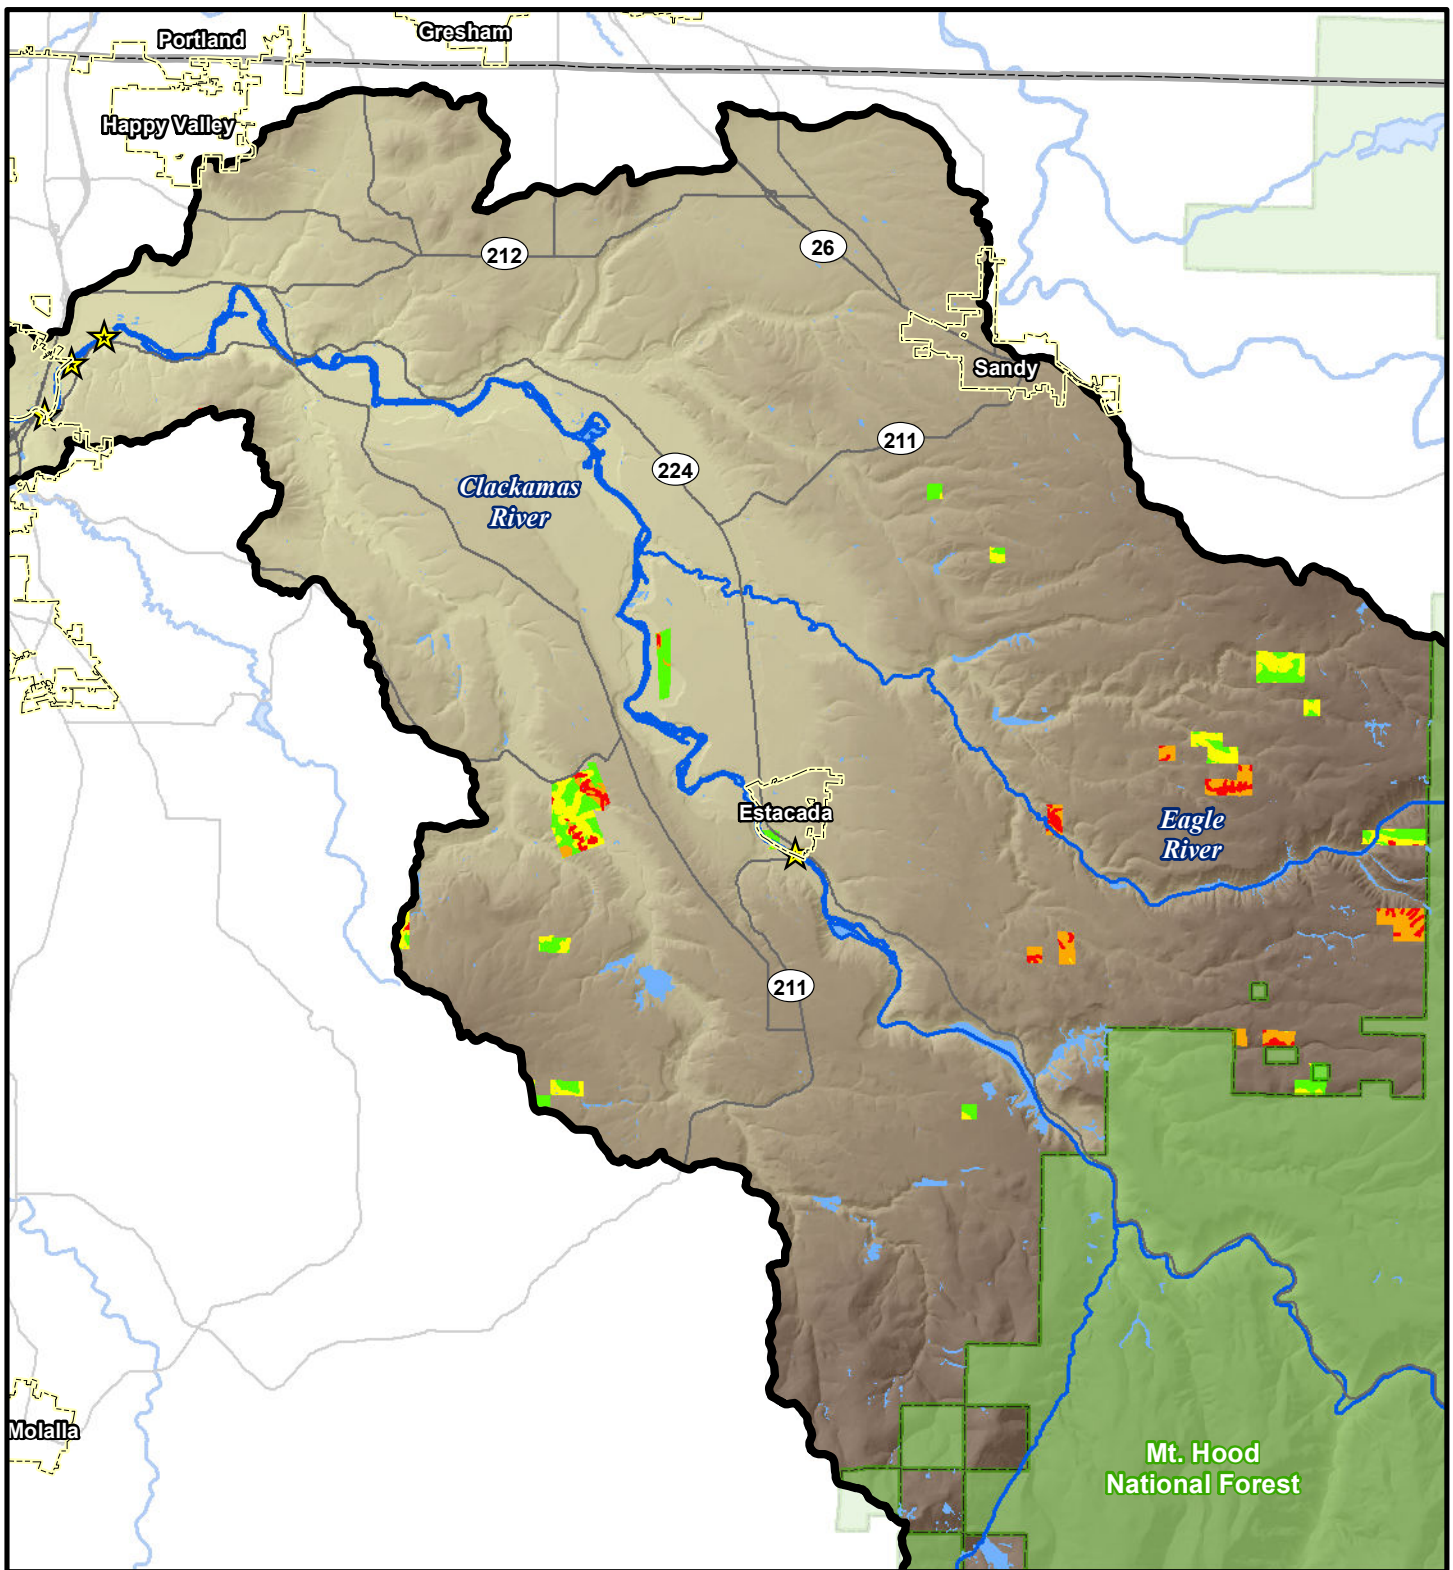 Portland
Gresham
Happy Valley
212
26
Sandy
211
224
Clackamas
River
Estacada
Eagle
River
211
Molalla
Mt. Hood
National Forest